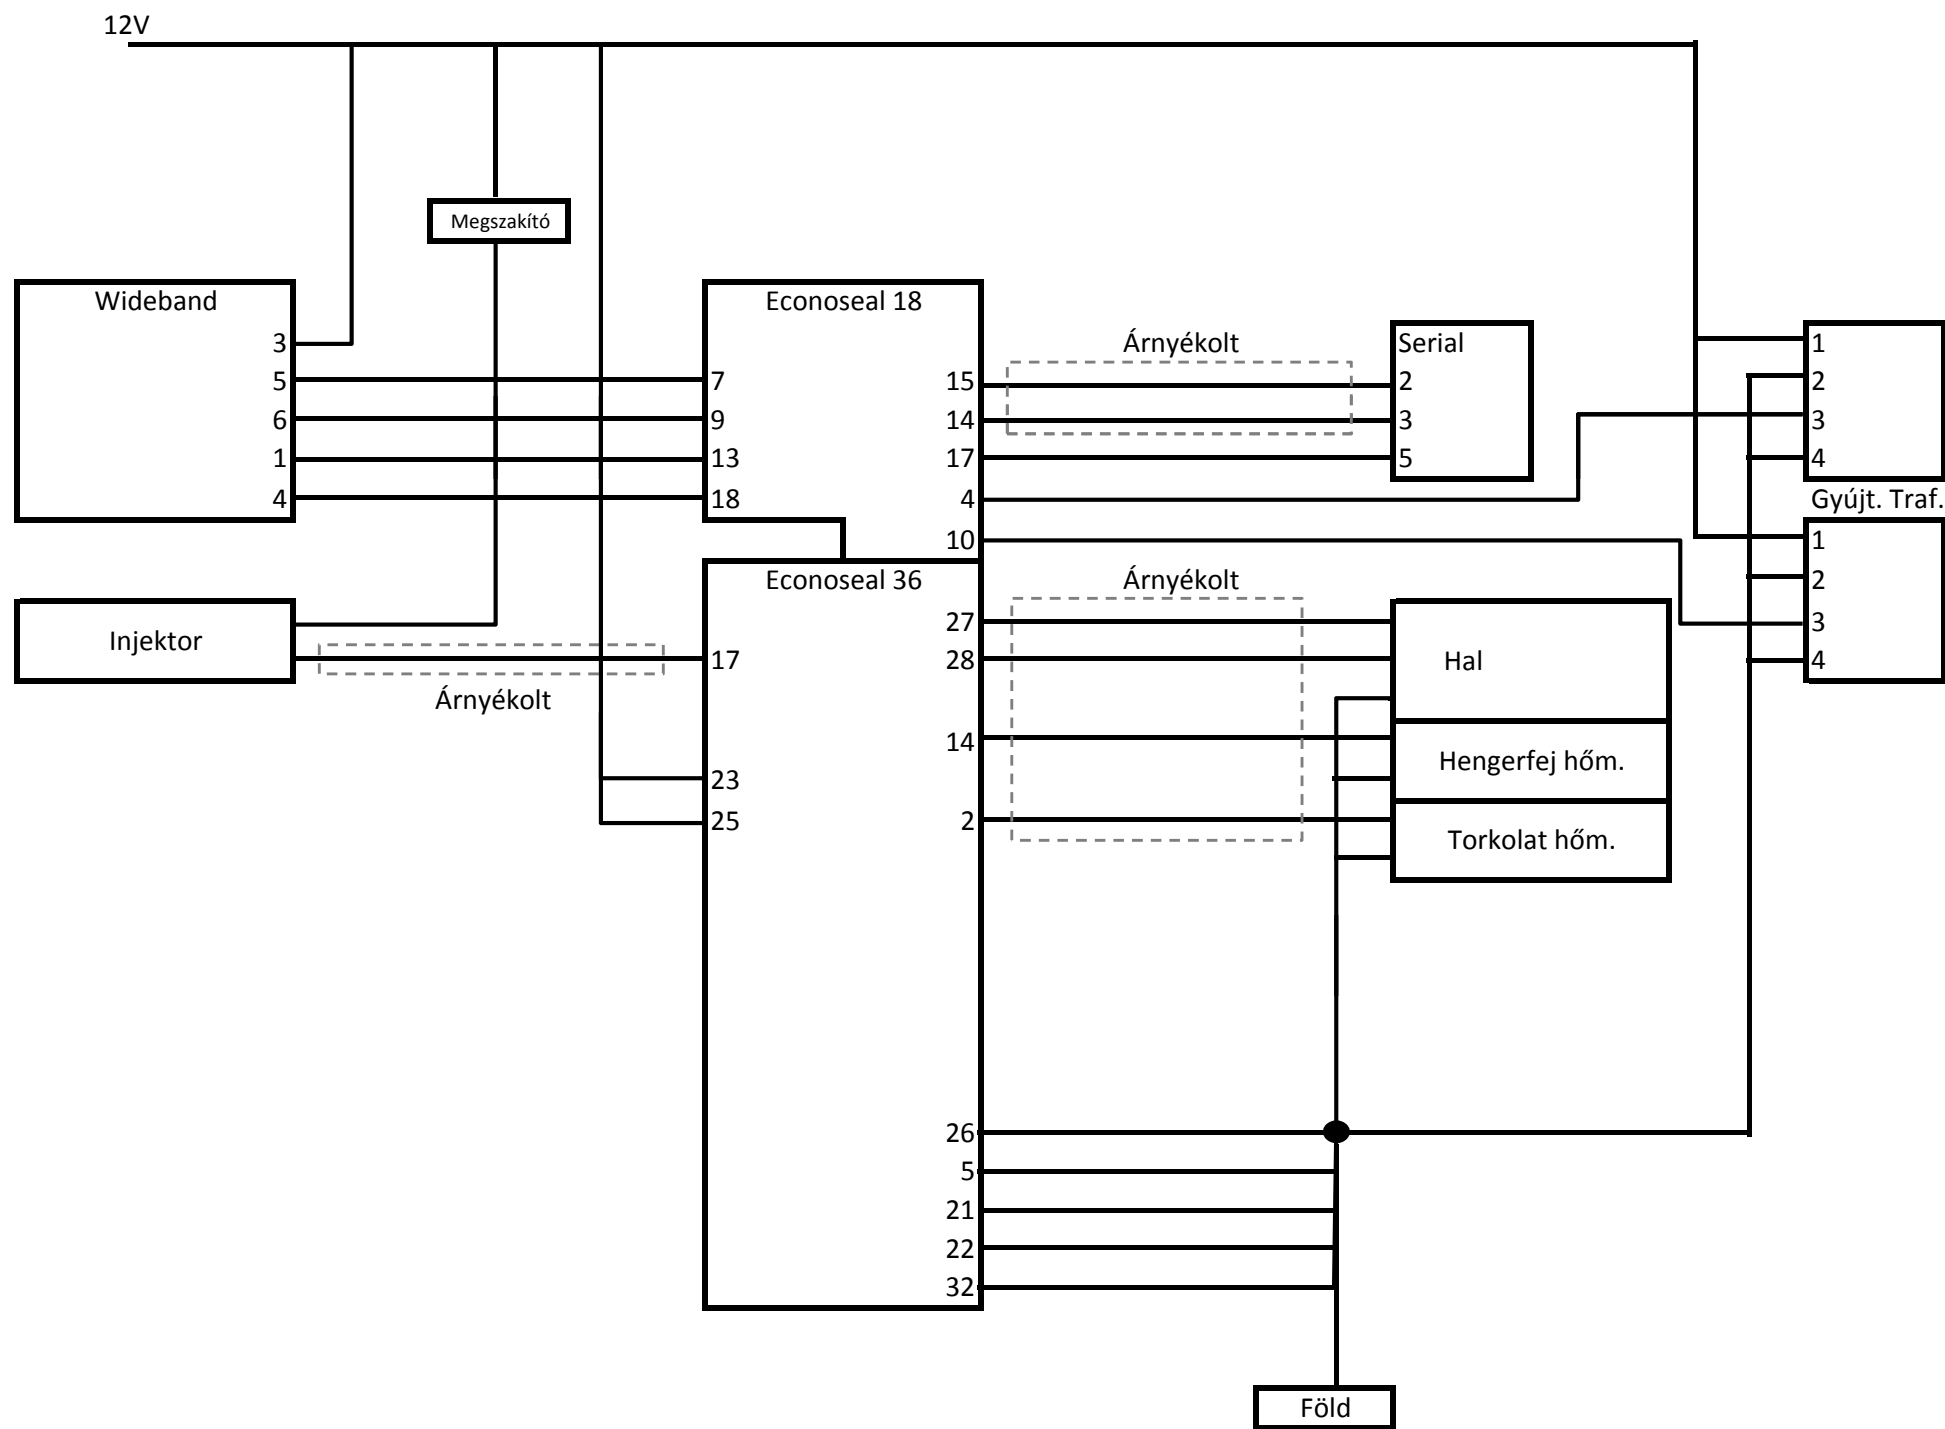 12V
Megszakító
Wideband
3
5
6
1
4
Econoseal 18
7
9
13
18
15
14
17
4
10
Árnyékolt
Serial
2
3
5
1
2
3
4
Gyújt. Traf.
1
2
3
4
Injektor
Árnyékolt
Econoseal 36
17
23
25
27
28
14
2
26
5
21
22
32
Árnyékolt
Hal
Hengerfej hőm.
Torkolat hőm.
Föld